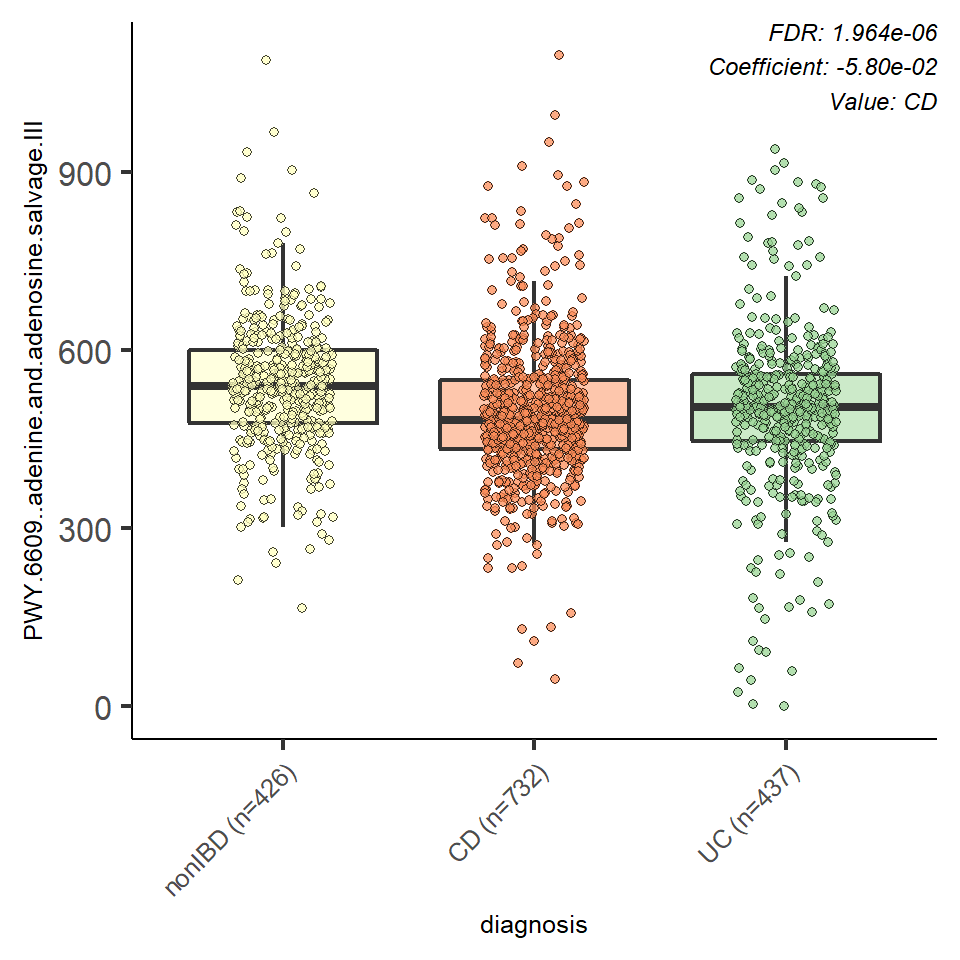 FDR: 1.964e-06
Coefficient: -5.80e-02
Value: CD
PWY.6609..adenine.and.adenosine.salvage.III
900
600
300
0
nonIBD (n=426)
CD (n=732)
UC (n=437)
diagnosis